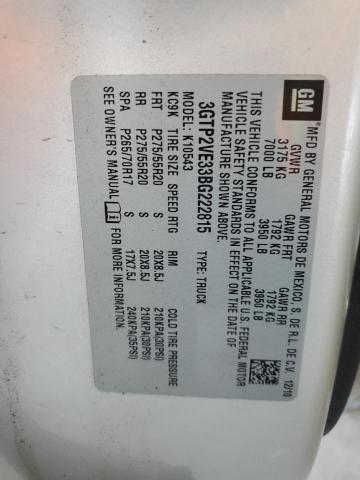 GM
MFD BY GENERAL MOTORS DE MEXICO S. DE R.L. DE C.V. 12/10
GVWR GAWR FRT GAWR RR
3175 KG 1792 KG 1792 KG
7000 LB 3950 LB 3950 LB
THIS VEHICLE CONFORMS TO ALL APPLICABLE U.S. FEDERAL MOTOR
VEHICLE SAFETY STANDARDS IN EFFECT ON THE DATE OF
MANUFACTURE SHOWN ABOVE.
3GTP2VE33BG222815 TYPE: TRUCK
MODEL: K10543
KC9K TIRE SIZE SPEED RTG RIM COLD TIRE PRESSURE
FRT P275/55R20 S 20X8.5J 210KPA(30PSI)
RR P275/55R20 S 20X8.5J 210KPA(30PSI)
SPA P265/70R17 S 17X7.5J 240KPA(35PSI)
SEE OWNER'S MANUAL FOR MORE INFORMATION.